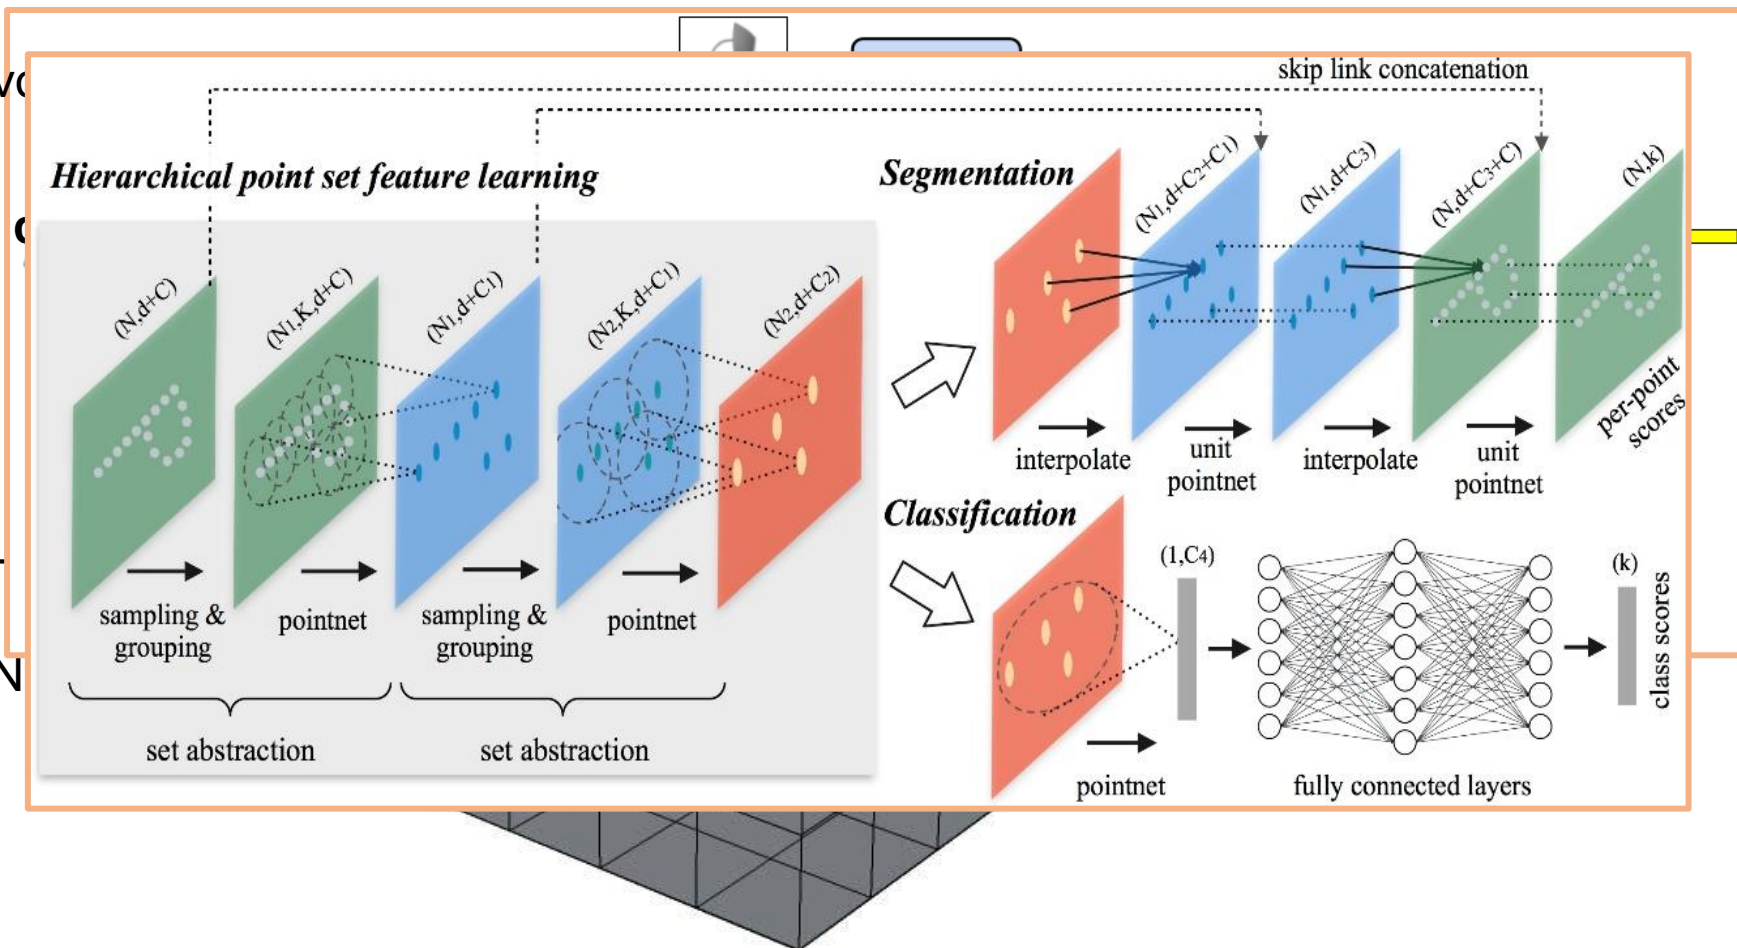 skip link concatenation
Hierarchical point set feature learning
(N,d+C)
(N1,K,d+C)
(N1,d+C1)
(N2,K,d+C1)
(N2,d+C2)
sampling &
grouping
pointnet
sampling &
grouping
pointnet
set abstraction
set abstraction
Segmentation
(N1,d+C2+C1)
(N1,d+C3)
(N,d+C3+C)
(N,k)
interpolate
unit
pointnet
interpolate
unit
pointnet
per-point
scores
Classification
(1,C4)
(k)
class scores
pointnet
fully connected layers
N